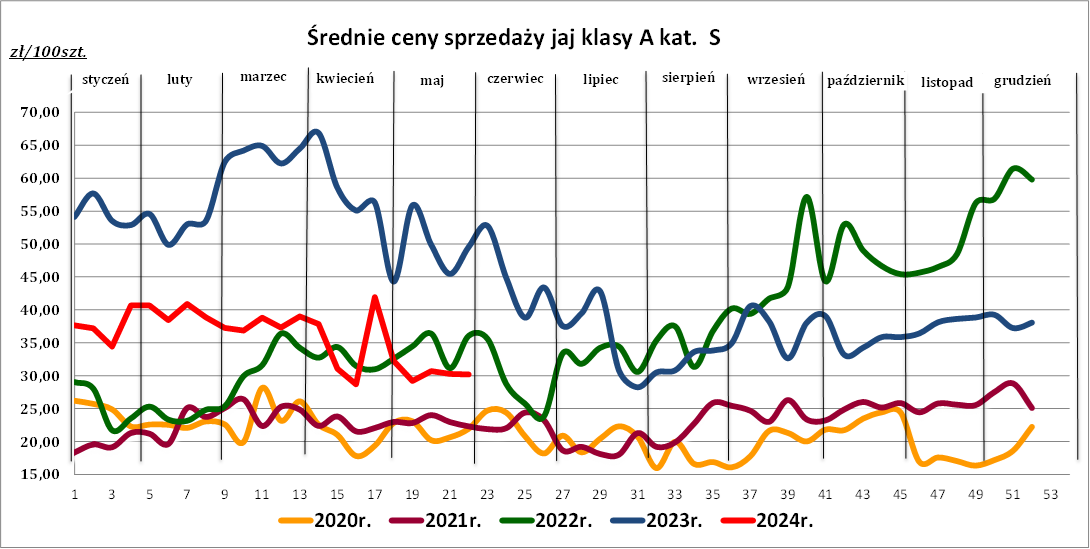 Średnie ceny sprzedaży jaj klasy A kat. S
zł/100szt.
styczeń luty marzec kwiecień maj czerwiec lipiec sierpień wrzesień październik listopad grudzień
70,00
65,00
60,00
55,00
50,00
45,00
40,00
35,00
30,00
25,00
20,00
15,00
1 3 5 7 9 11 13 15 17 19 21 23 25 27 29 31 33 35 37 39 41 43 45 47 49 51 53
2020r. 2021r. 2022r. 2023r. 2024r.